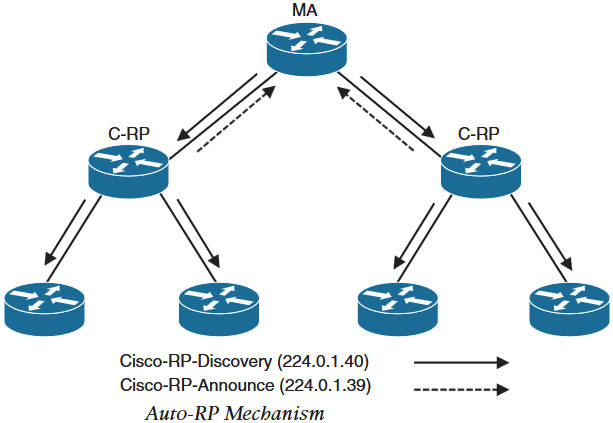 MA
C-RP
C-RP
Cisco-RP-Discovery (224.0.1.40)
Cisco-RP-Announce (224.0.1.39)
Auto-RP Mechanism